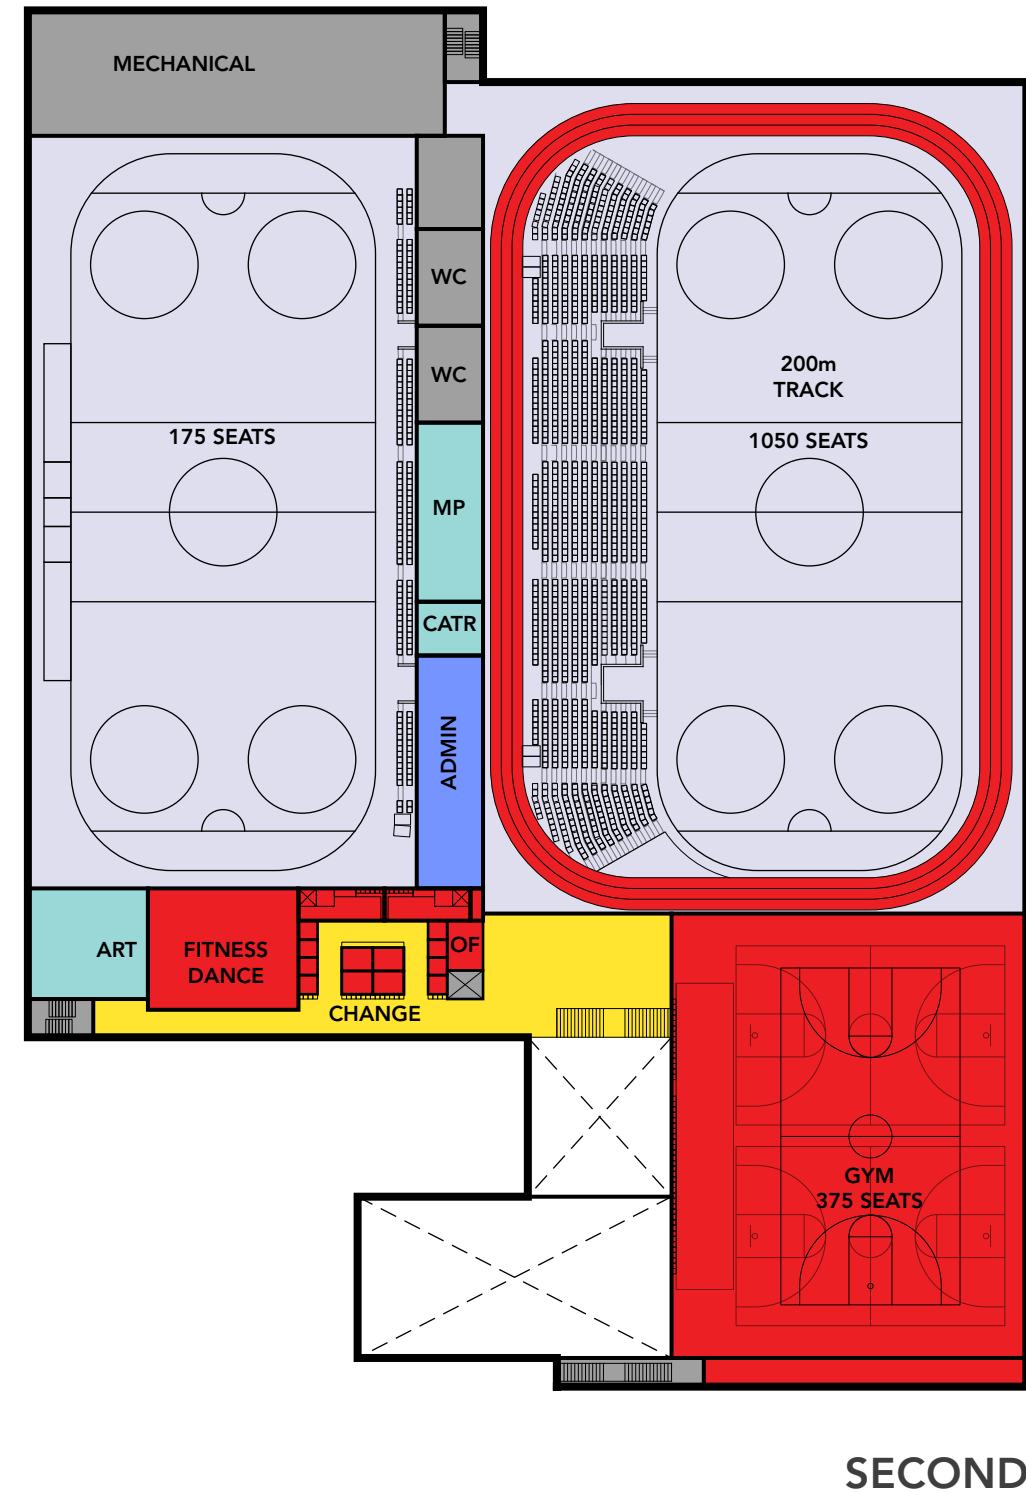 MECHANICAL
WC
WC
200m
TRACK
175 SEATS
1050 SEATS
MP
CATR
ADMIN
ART
FITNESS
DANCE
OF
CHANGE
GYM
375 SEATS
SECOND